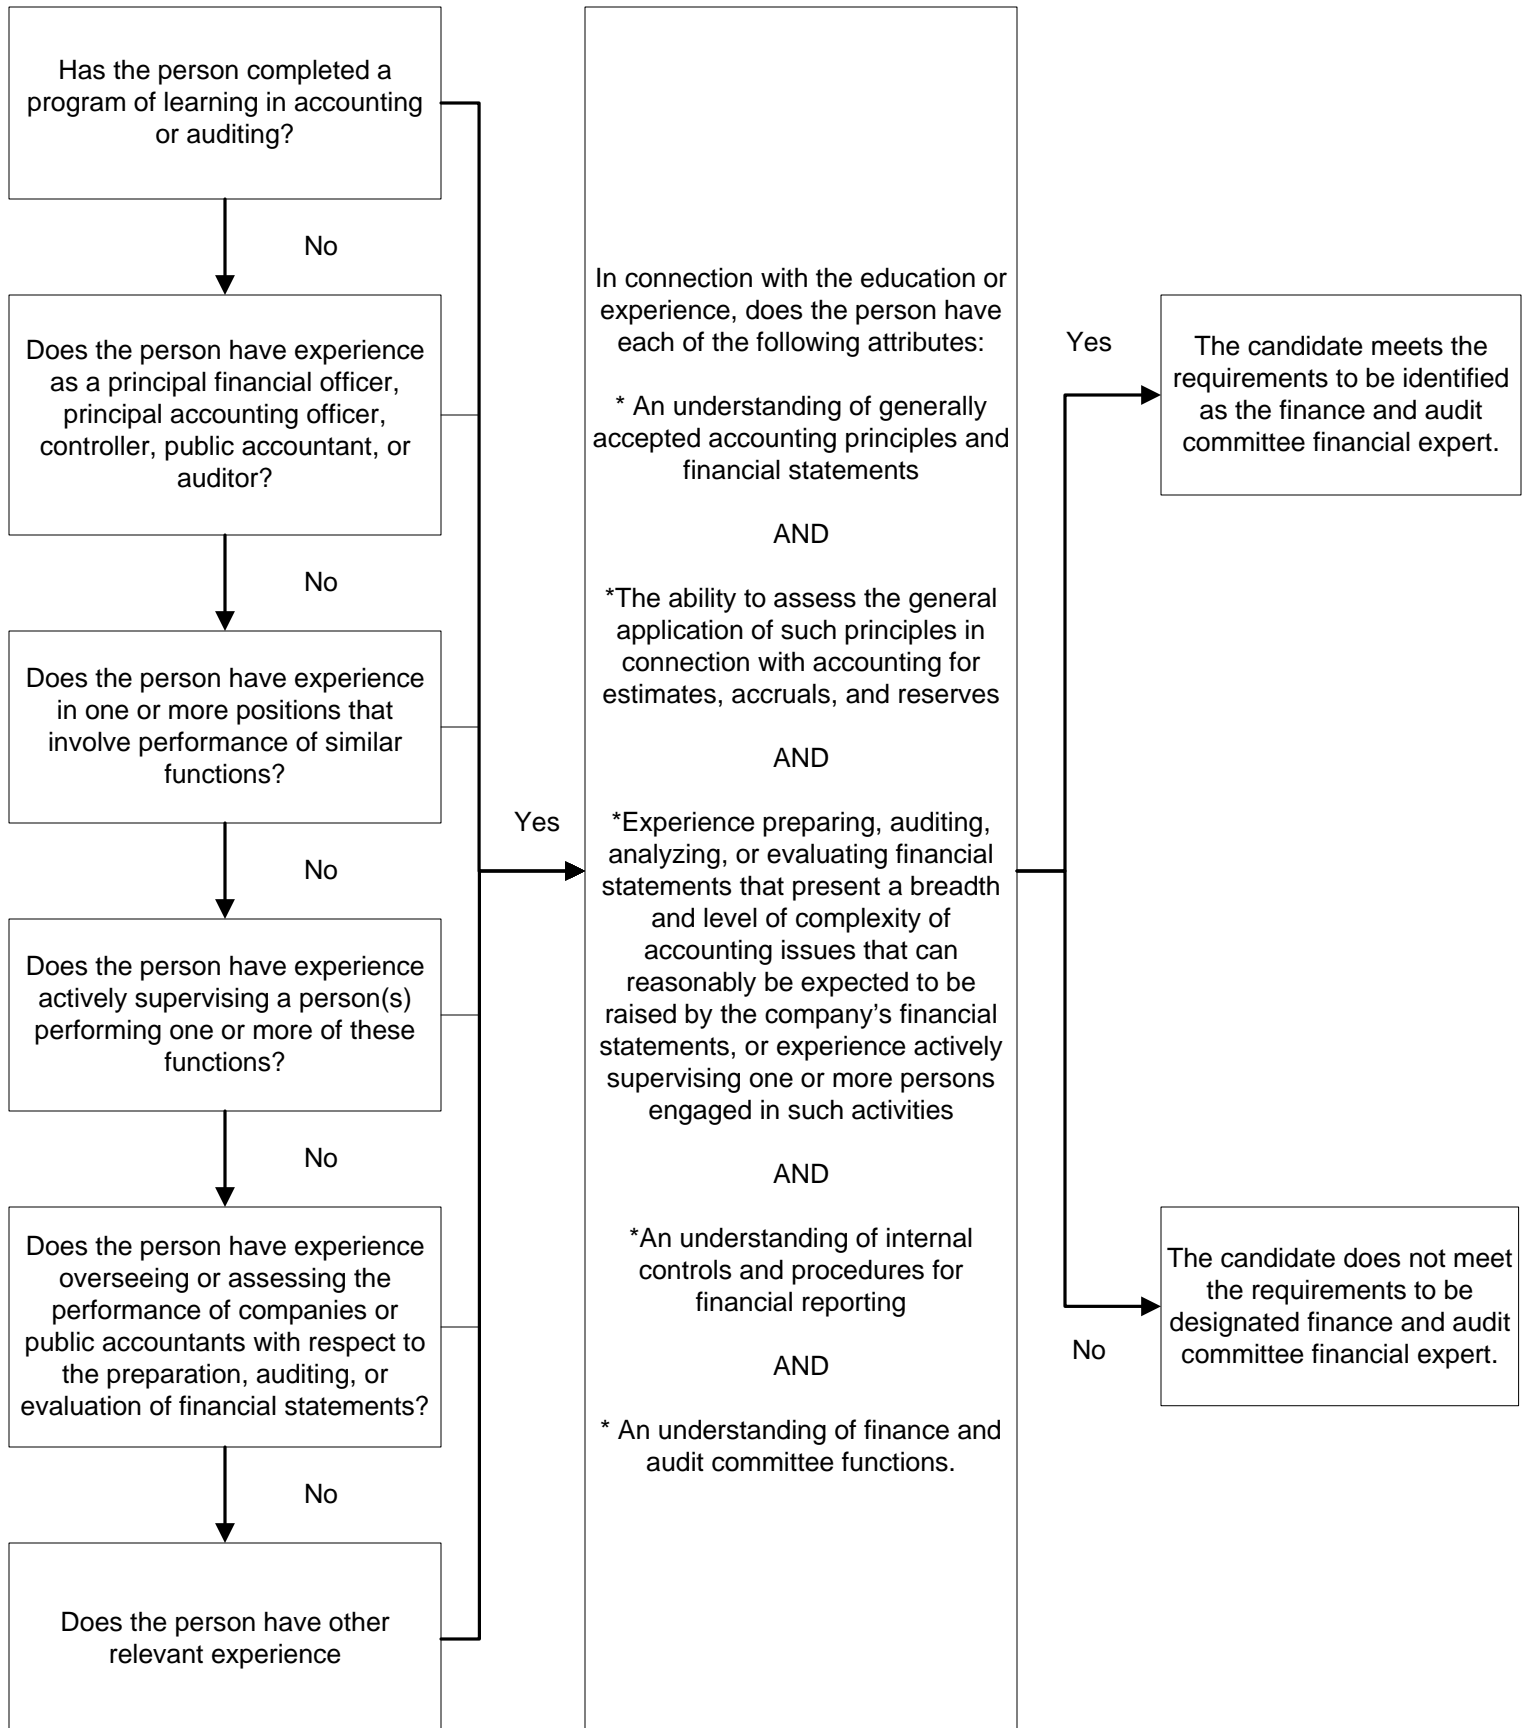 Has the person completed a
program of learning in accounting
or auditing?
No
Does the person have experience
as a principal financial officer,
principal accounting officer,
controller, public accountant, or
auditor?
No
Does the person have experience
in one or more positions that
involve performance of similar
functions?
No
Does the person have experience
actively supervising a person(s)
performing one or more of these
functions?
No
Does the person have experience
overseeing or assessing the
performance of companies or
public accountants with respect to
the preparation, auditing, or
evaluation of financial statements?
No
Does the person have other
relevant experience
Yes
In connection with the education or
experience, does the person have
each of the following attributes:
* An understanding of generally
accepted accounting principles and
financial statements
AND
*The ability to assess the general
application of such principles in
connection with accounting for
estimates, accruals, and reserves
AND
*Experience preparing, auditing,
analyzing, or evaluating financial
statements that present a breadth
and level of complexity of
accounting issues that can
reasonably be expected to be
raised by the company’s financial
statements, or experience actively
supervising one or more persons
engaged in such activities
AND
*An understanding of internal
controls and procedures for
financial reporting
AND
* An understanding of finance and
audit committee functions.
Yes
The candidate meets the
requirements to be identified
as the finance and audit
committee financial expert.
No
The candidate does not meet
the requirements to be
designated finance and audit
committee financial expert.